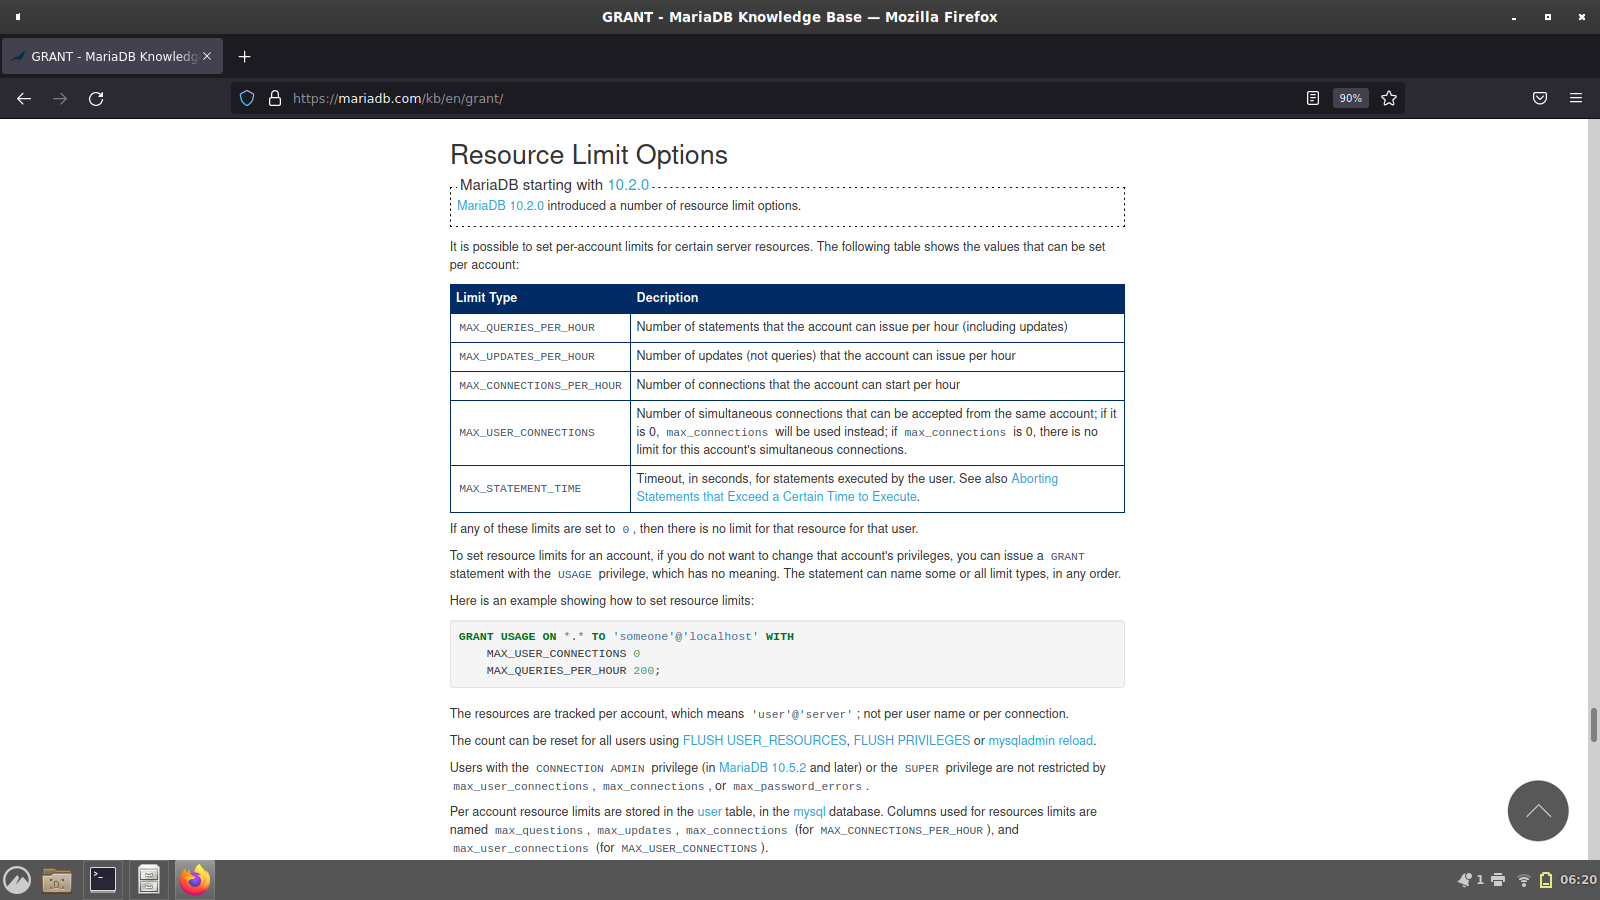 GRANT - MariaDB Knowledge Base — Mozilla Firefox
GRANT - MariaDB Knowledg
https://mariadb.com/kb/en/grant/
90%
Resource Limit Options
MariaDB starting with 10.2.0
MariaDB 10.2.0 introduced a number of resource limit options.
It is possible to set per-account limits for certain server resources. The following table shows the values that can be set
per account:
Limit Type Decription
MAX_QUERIES_PER_HOUR Number of statements that the account can issue per hour (including updates)
MAX_UPDATES_PER_HOUR Number of updates (not queries) that the account can issue per hour
MAX_CONNECTIONS_PER_HOUR Number of connections that the account can start per hour
MAX_USER_CONNECTIONS Number of simultaneous connections that can be accepted from the same account; if it
is 0, max_connections will be used instead; if max_connections is 0, there is no
limit for this account's simultaneous connections.
MAX_STATEMENT_TIME Timeout, in seconds, for statements executed by the user. See also Aborting
Statements that Exceed a Certain Time to Execute.
If any of these limits are set to 0 , then there is no limit for that resource for that user.
To set resource limits for an account, if you do not want to change that account's privileges, you can issue a GRANT
statement with the USAGE privilege, which has no meaning. The statement can name some or all limit types, in any order.
Here is an example showing how to set resource limits:
GRANT USAGE ON *.* TO 'someone'@'localhost' WITH
MAX_USER_CONNECTIONS 0
MAX_QUERIES_PER_HOUR 200;
The resources are tracked per account, which means 'user'@'server' ; not per user name or per connection.
The count can be reset for all users using FLUSH USER_RESOURCES, FLUSH PRIVILEGES or mysqladmin reload.
Users with the CONNECTION ADMIN privilege (in MariaDB 10.5.2 and later) or the SUPER privilege are not restricted by
max_user_connections , max_connections , or max_password_errors .
Per account resource limits are stored in the user table, in the mysql database. Columns used for resources limits are
named max_questions , max_updates , max_connections (for MAX_CONNECTIONS_PER_HOUR ), and
max_user_connections (for MAX_USER_CONNECTIONS ).
1 06:20